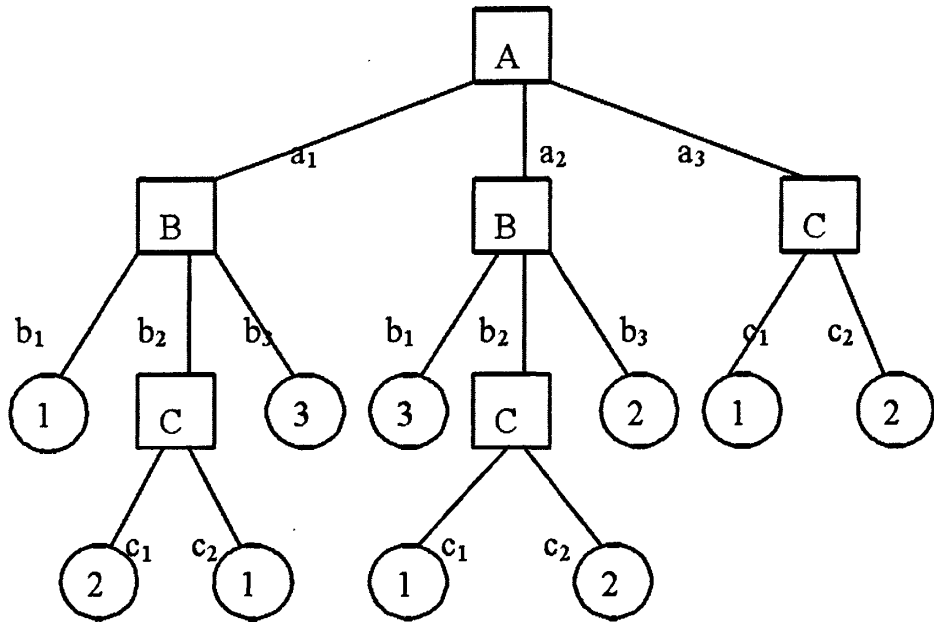 A
a₁ a₂ a₃
B B C
b₁ b₂ b₃ b₁ b₂ b₃ c₁ c₂
1 C 3 3 C 2 1 2
c₁ c₂ c₁ c₂
2 1 1 2